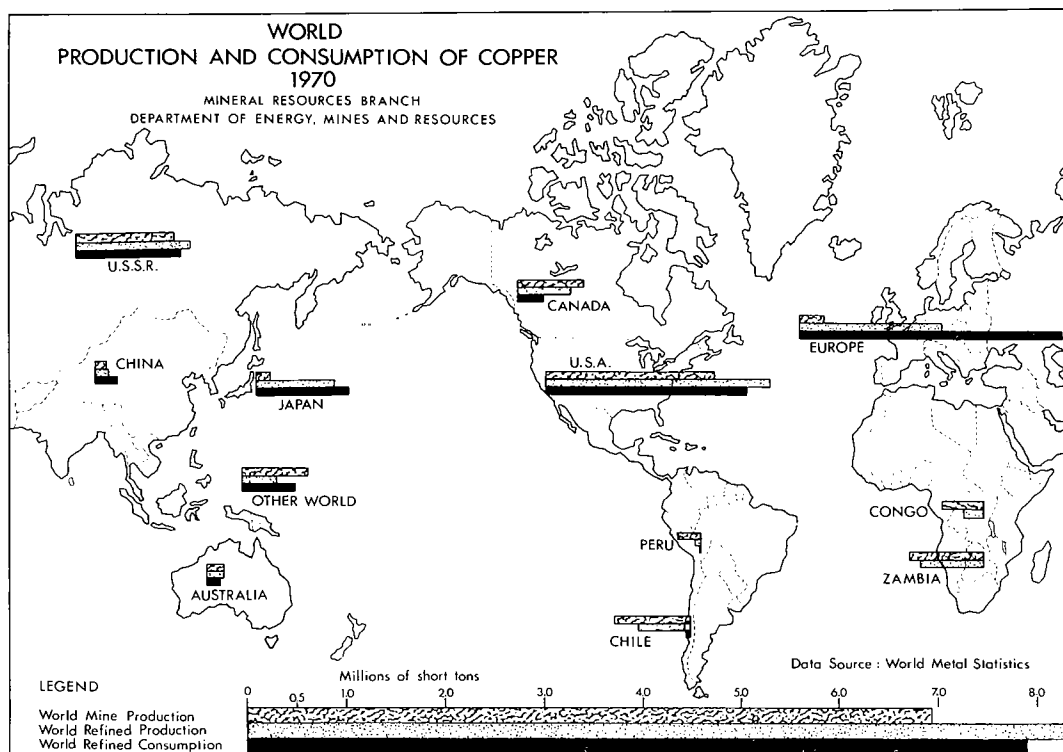 WORLD
PRODUCTION AND CONSUMPTION OF COPPER
1970
MINERAL RESOURCES BRANCH
DEPARTMENT OF ENERGY, MINES AND RESOURCES
U.S.S.R.
CANADA
EUROPE
CHINA
U.S.A.
JAPAN
OTHER WORLD
CONGO
PERU
ZAMBIA
AUSTRALIA
CHILE
Data Source : World Metal Statistics
Millions of short tons
LEGEND
0 0.5 1.0 2.0 3.0 4.0 5.0 6.0 7.0 8.0
World Mine Production
World Refined Production
World Refined Consumption